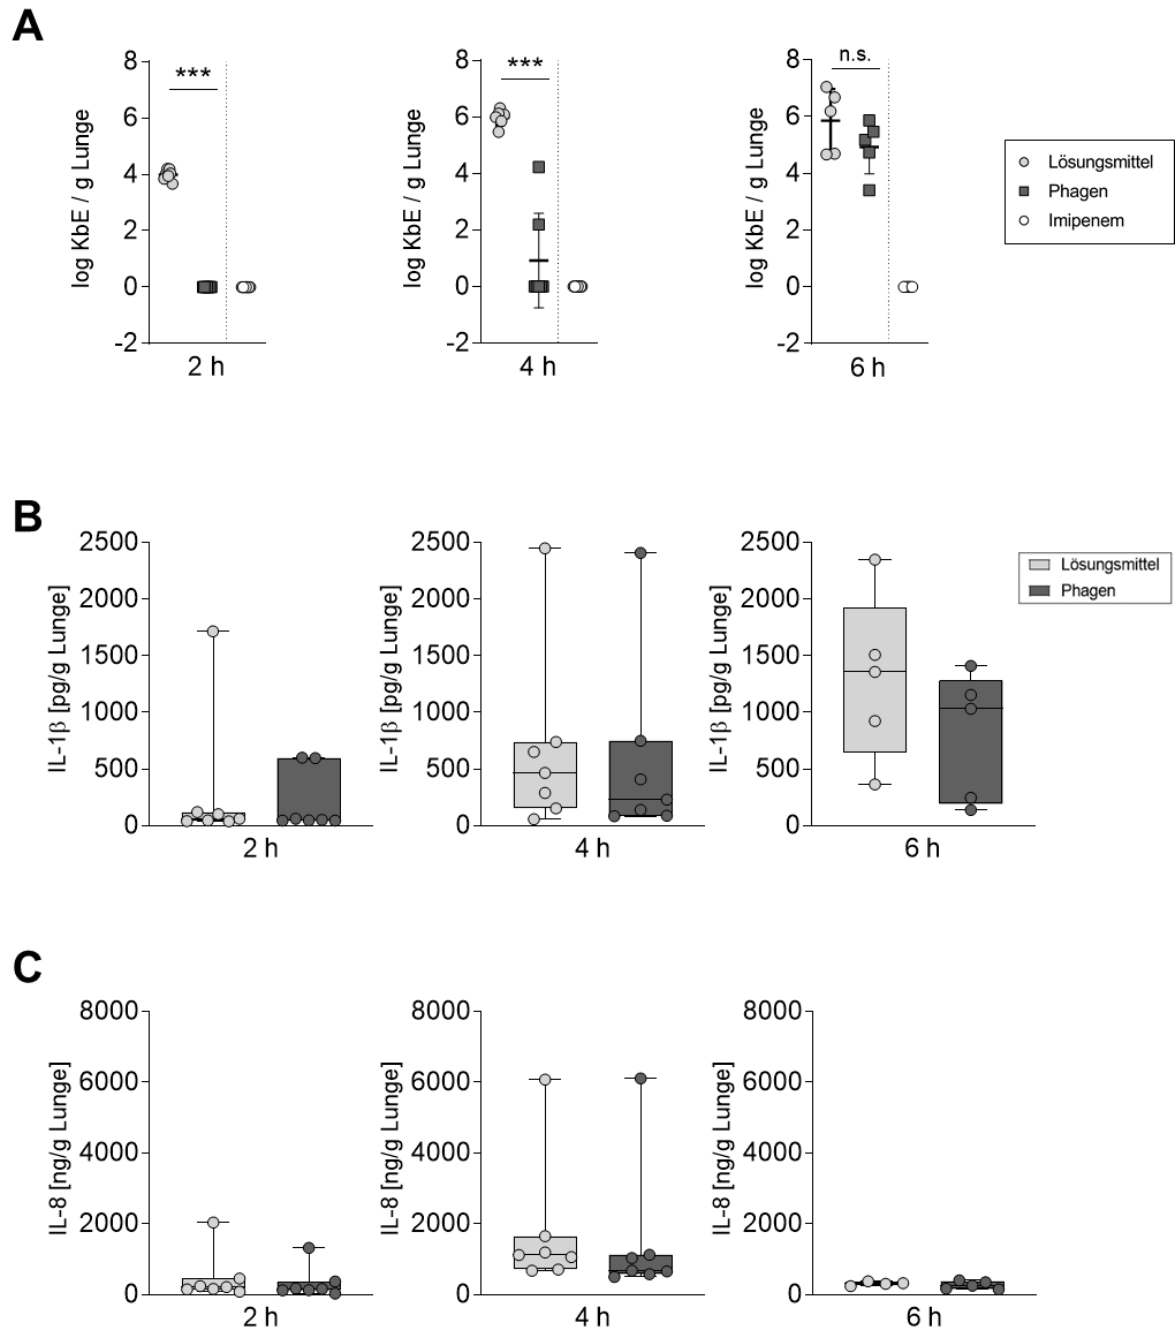 A
8
6
4
2
0
-2
log KbE / g Lunge
***
2 h
8
6
4
2
0
-2
log KbE / g Lunge
***
4 h
8
6
4
2
0
-2
log KbE / g Lunge
n.s.
6 h
Lösungsmittel
Phagen
Imipenem
B
2500
2000
1500
1000
500
0
IL-1β [pg/g Lunge]
2 h
2500
2000
1500
1000
500
0
IL-1β [pg/g Lunge]
4 h
2500
2000
1500
1000
500
0
IL-1β [pg/g Lunge]
6 h
Lösungsmittel
Phagen
C
8000
6000
4000
2000
0
IL-8 [ng/g Lunge]
2 h
8000
6000
4000
2000
0
IL-8 [ng/g Lunge]
4 h
8000
6000
4000
2000
0
IL-8 [ng/g Lunge]
6 h